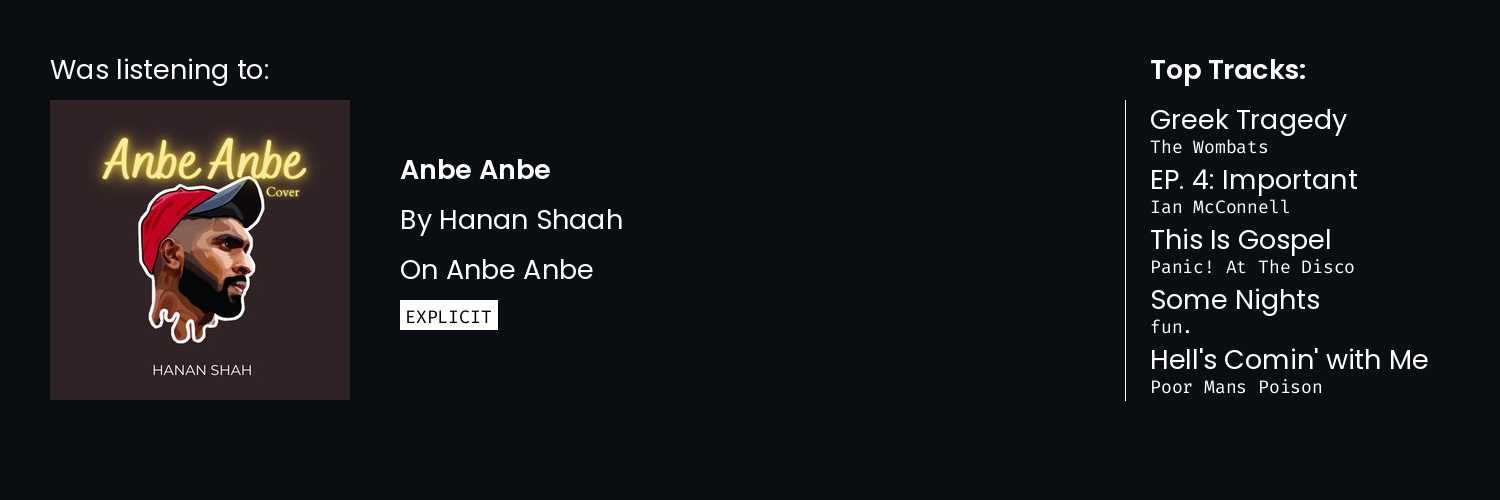 Was listening to:
Anbe Anbe
Cover
HANAN SHAH
Anbe Anbe
By Hanan Shaah
On Anbe Anbe
EXPLICIT
Top Tracks:
Greek Tragedy
The Wombats
EP. 4: Important
Ian McConnell
This Is Gospel
Panic! At The Disco
Some Nights
fun.
Hell's Comin' with Me
Poor Mans Poison